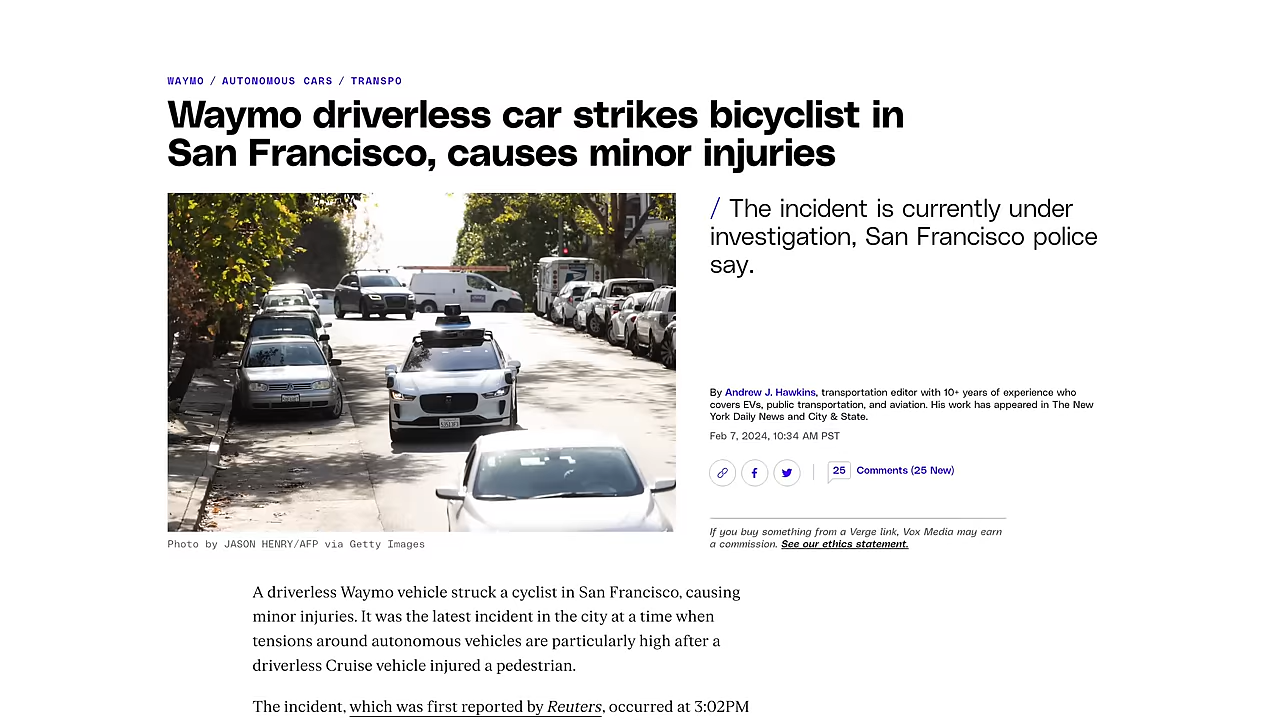 WAYMO / AUTONOMOUS CARS / TRANSPO
Waymo driverless car strikes bicyclist in
San Francisco, causes minor injuries
/ The incident is currently under
investigation, San Francisco police
say.
By Andrew J. Hawkins, transportation editor with 10+ years of experience who
covers EVs, public transportation, and aviation. His work has appeared in The New
York Daily News and City & State.
Feb 7, 2024, 10:34 AM PST
25 Comments (25 New)
If you buy something from a Verge link, Vox Media may earn
a commission. See our ethics statement.
Photo by JASON HENRY/AFP via Getty Images
A driverless Waymo vehicle struck a cyclist in San Francisco, causing
minor injuries. It was the latest incident in the city at a time when
tensions around autonomous vehicles are particularly high after a
driverless Cruise vehicle injured a pedestrian.
The incident, which was first reported by Reuters, occurred at 3:02PM